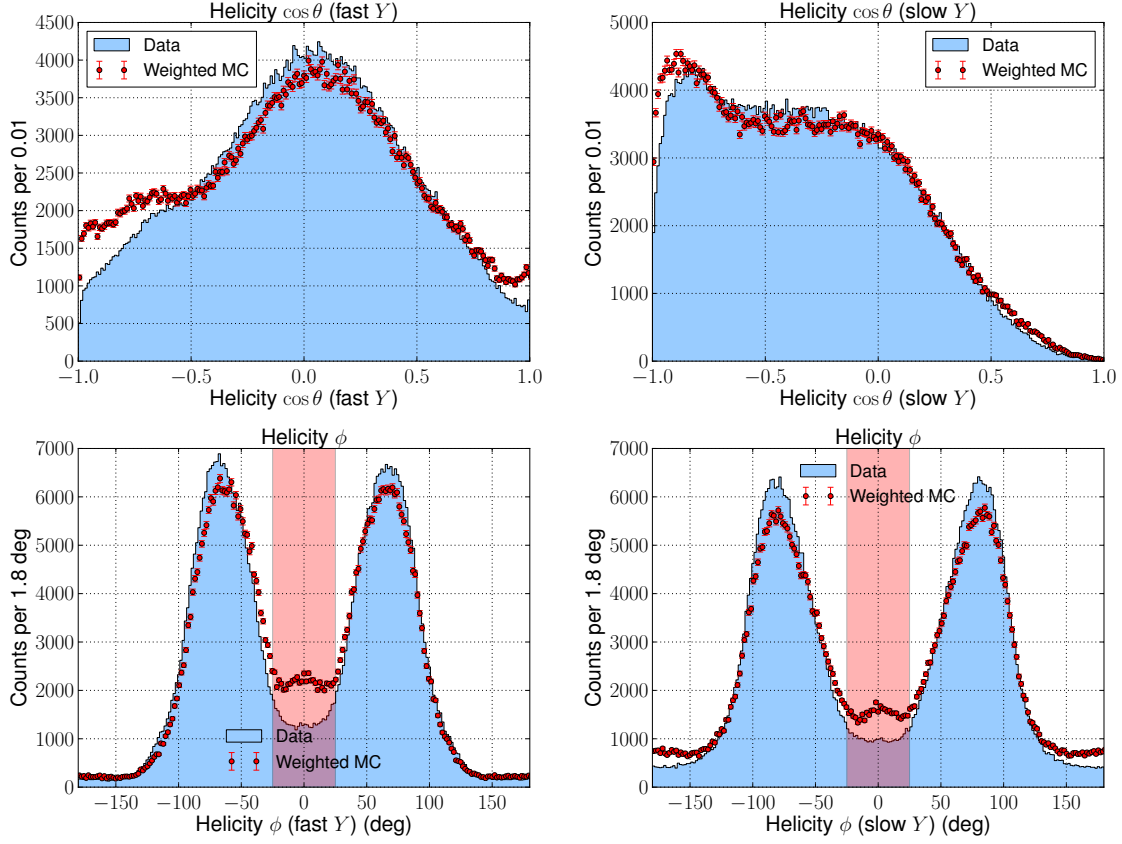 Helicity cos θ (fast Y)
4500
4000
3500
3000
2500
2000
1500
1000
500
0
Counts per 0.01
Data
Weighted MC
−1.0 −0.5 0.0 0.5 1.0
Helicity cos θ (fast Y)
Helicity cos θ (slow Y)
5000
4000
3000
2000
1000
0
Counts per 0.01
Data
Weighted MC
−1.0 −0.5 0.0 0.5 1.0
Helicity cos θ (slow Y)
Helicity ϕ
7000
6000
5000
4000
3000
2000
1000
0
Counts per 1.8 deg
Data
Weighted MC
−150 −100 −50 0 50 100 150
Helicity ϕ (fast Y) (deg)
Helicity ϕ
7000
6000
5000
4000
3000
2000
1000
0
Counts per 1.8 deg
Data
Weighted MC
−150 −100 −50 0 50 100 150
Helicity ϕ (slow Y) (deg)